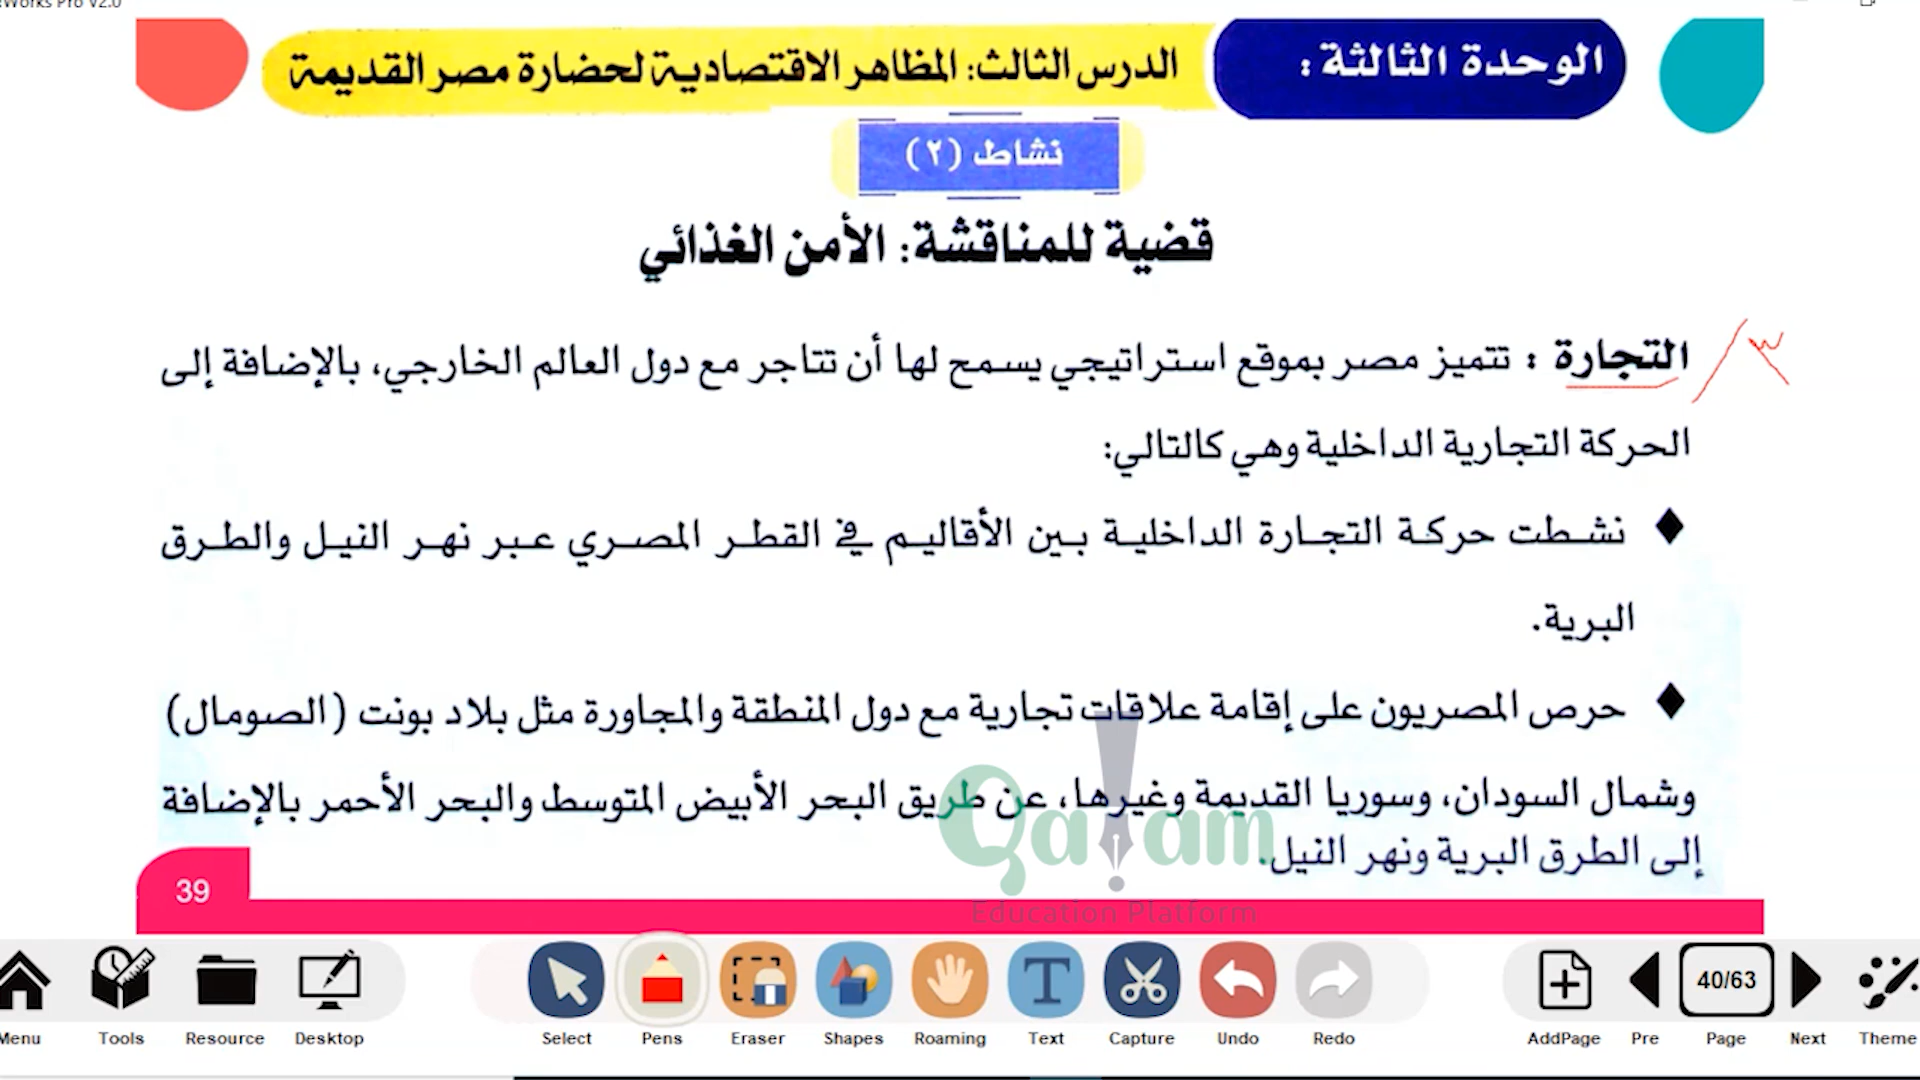 Works Pro V2.0
الوحدة الثالثة :
الدرس الثالث: المظاهر الاقتصادية لحضارة مصر القديمة
نشاط (٢)
قضية للمناقشة: الأمن الغذائي
٣/
التجارة : تتميز مصر بموقع استراتيجي يسمح لها أن تتاجر مع دول العالم الخارجي، بالإضافة إلى
الحركة التجارية الداخلية وهي كالتالي:
♦ نشطت حركة التجارة الداخلية بين الأقاليم في القطر المصري عبر نهر النيل والطرق
البرية.
♦ حرص المصريون على إقامة علاقات تجارية مع دول المنطقة والمجاورة مثل بلاد بونت (الصومال)
وشمال السودان، وسوريا القديمة وغيرها، عن طريق البحر الأبيض المتوسط والبحر الأحمر بالإضافة
إلى الطرق البرية ونهر النيل.
Qalam
Education Platform
39
40/63
Menu Tools Resource Desktop Select Pens Eraser Shapes Roaming Text Capture Undo Redo AddPage Pre Page Next Theme